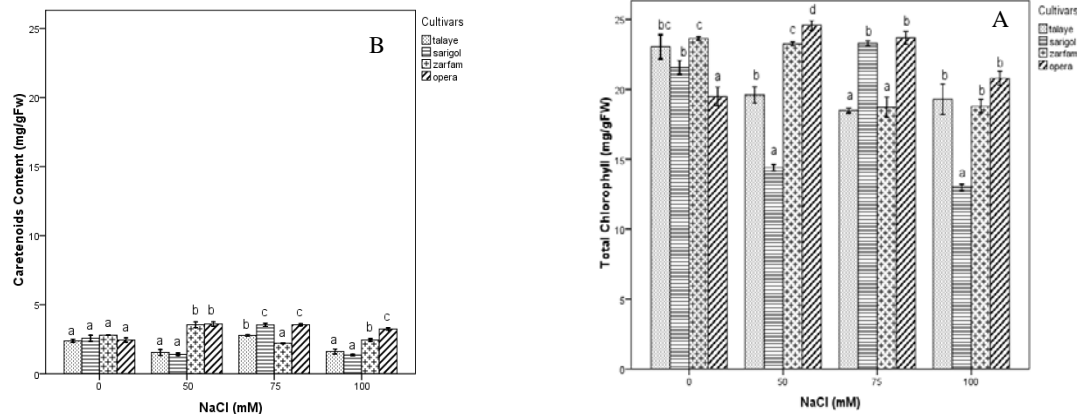 Caretenoids Content (mg/gFW)
25
20
15
10
5
0
B
Cultivars
talaye
sarigol
zarfam
opera
a a a a
a a b b
b c a c
a a b c
0 50 75 100
NaCl (mM)
Total Chlorophyll (mg/gFW)
25
20
15
10
5
0
A
Cultivars
talaye
sarigol
zarfam
opera
bc b c a
b a c d
a b a b
b a b b
0 50 75 100
NaCl (mM)